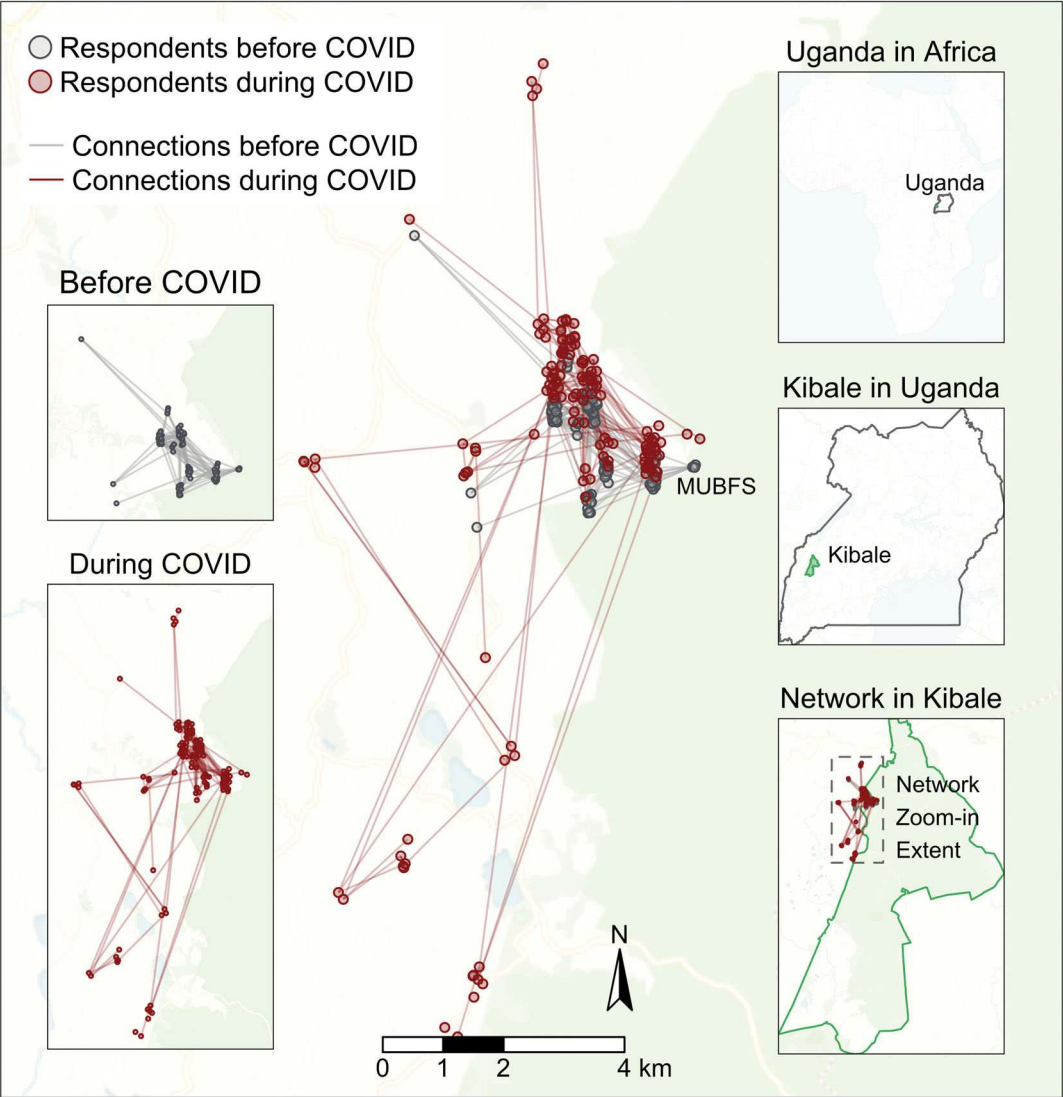 Respondents before COVID
Respondents during COVID
Connections before COVID
Connections during COVID
Before COVID
During COVID
MUBFS
N
0 1 2 4 km
Uganda in Africa
Uganda
Kibale in Uganda
Kibale
Network in Kibale
Network
Zoom-in
Extent